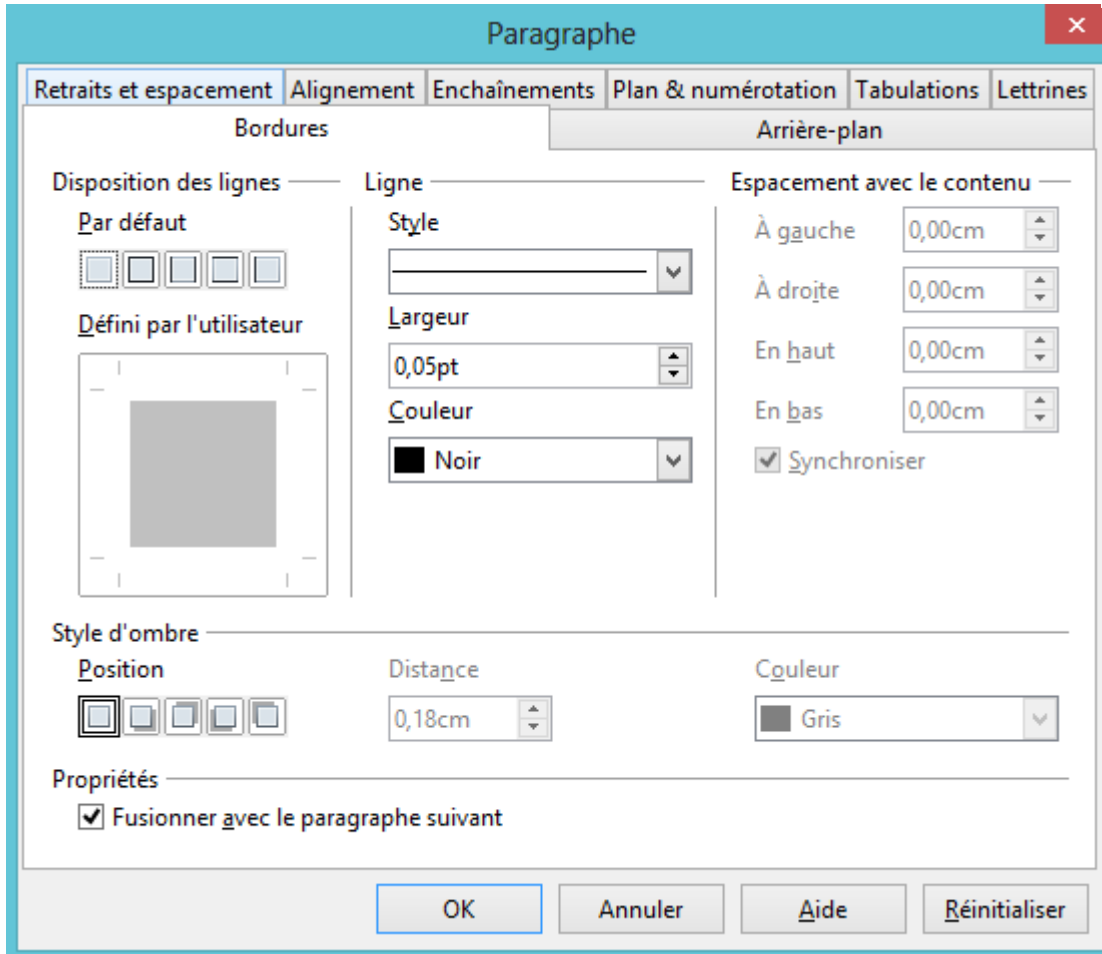 Paragraphe
Retraits et espacement Alignement Enchaînements Plan & numérotation Tabulations Lettrines
Bordures Arrière-plan
Disposition des lignes Ligne Espacement avec le contenu
Par défaut Style À gauche 0,00cm
À droite 0,00cm
Défini par l'utilisateur Largeur
0,05pt En haut 0,00cm
Couleur En bas 0,00cm
Noir Synchroniser
Style d'ombre
Position Distance Couleur
0,18cm Gris
Propriétés
Fusionner avec le paragraphe suivant
OK Annuler Aide Réinitialiser